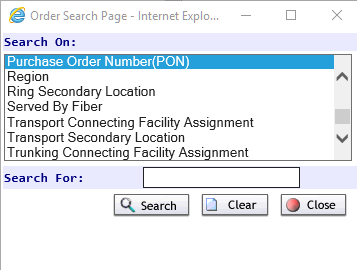 Order Search Page - Internet Explo...
Search On:
Purchase Order Number(PON)
Region
Ring Secondary Location
Served By Fiber
Transport Connecting Facility Assignment
Transport Secondary Location
Trunking Connecting Facility Assignment
Search For:
Search Clear Close